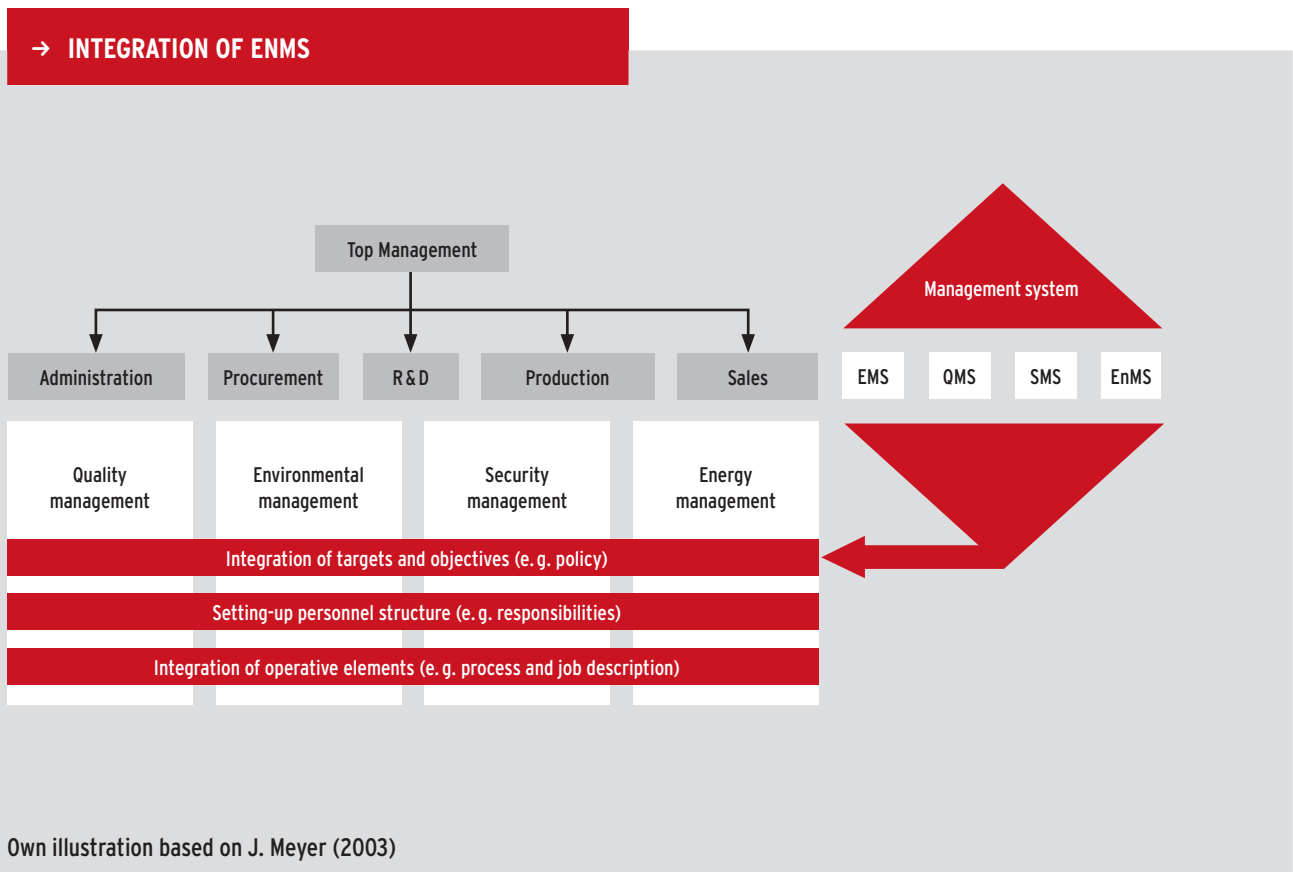 → INTEGRATION OF ENMS
Top Management
Administration
Procurement
R & D
Production
Sales
Quality
management
Environmental
management
Security
management
Energy
management
Integration of targets and objectives (e. g. policy)
Setting-up personnel structure (e. g. responsibilities)
Integration of operative elements (e. g. process and job description)
Management system
EMS
QMS
SMS
EnMS
Own illustration based on J. Meyer (2003)